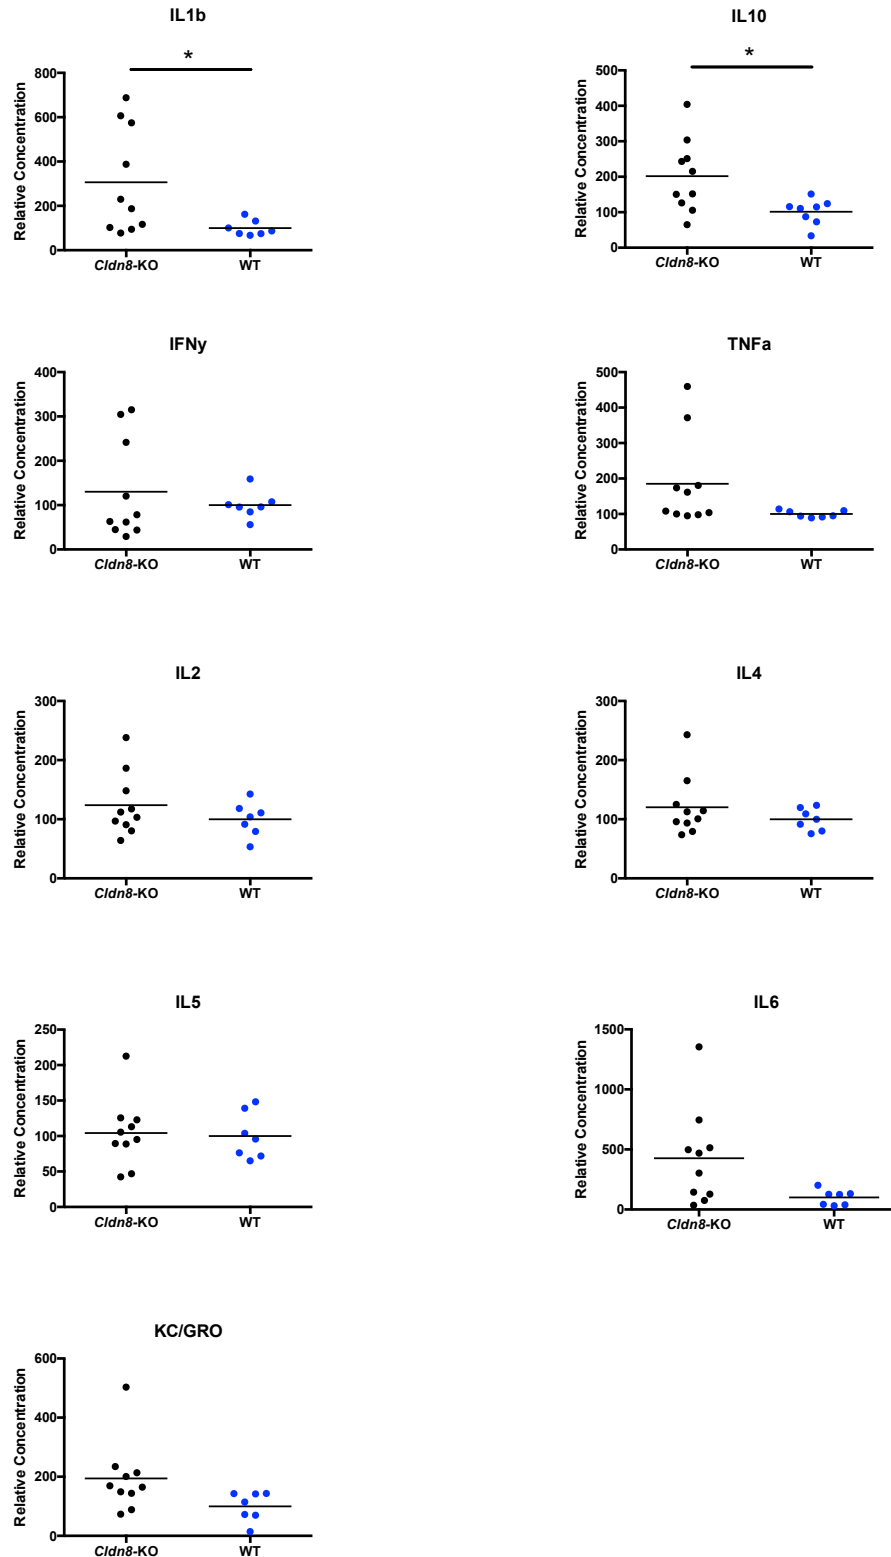 IL1b
*
Relative Concentration
800
600
400
200
0
Cldn8-KO
WT
IL10
*
Relative Concentration
500
400
300
200
100
0
Cldn8-KO
WT
IFNy
Relative Concentration
400
300
200
100
0
Cldn8-KO
WT
TNFa
Relative Concentration
500
400
300
200
100
0
Cldn8-KO
WT
IL2
Relative Concentration
300
200
100
0
Cldn8-KO
WT
IL4
Relative Concentration
300
200
100
0
Cldn8-KO
WT
IL5
Relative Concentration
250
200
150
100
50
0
Cldn8-KO
WT
IL6
Relative Concentration
1500
1000
500
0
Cldn8-KO
WT
KC/GRO
Relative Concentration
600
400
200
0
Cldn8-KO
WT